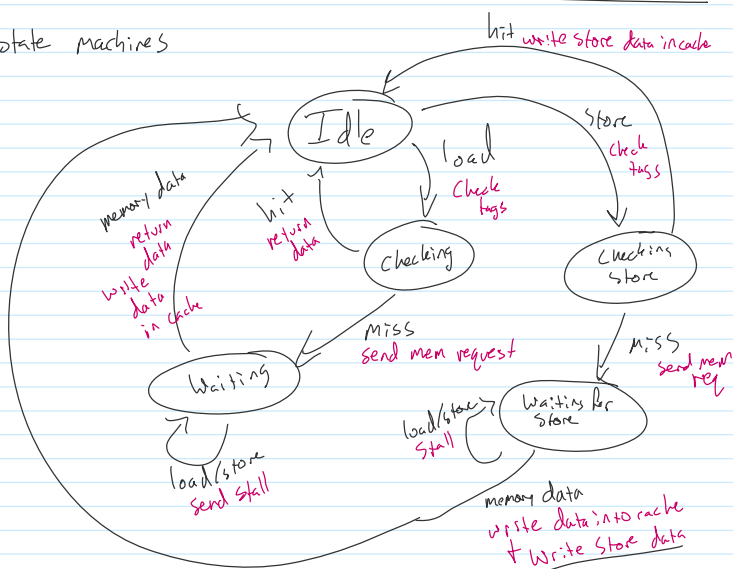 state machines
hit write store data in cache
Idle
load
check
tags
store
check
tags
memory data
return
data
write
data
in cache
hit
return
data
checking
checking
store
miss
send mem request
miss
send mem
req
Waiting
load/store
send stall
waiting for
store
load/store
stall
memory data
write data into cache
+ write store data